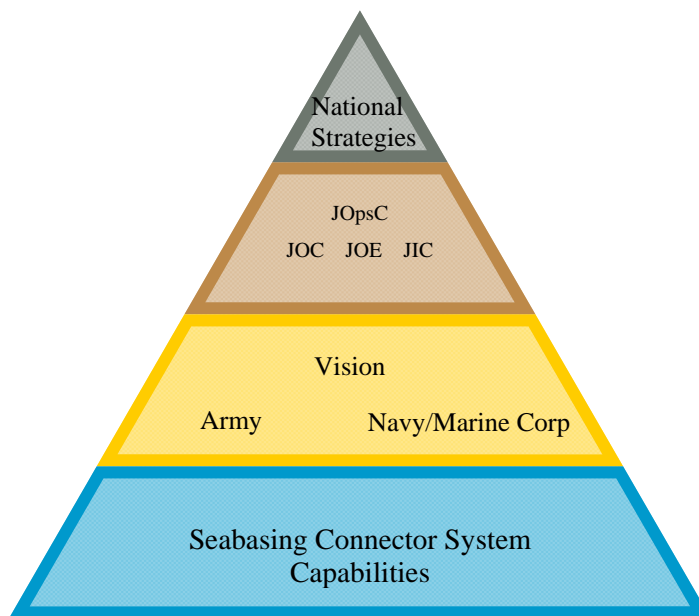 National
Strategies
JOpsC
JOC JOE JIC
Vision
Army Navy/Marine Corp
Seabasing Connector System
Capabilities